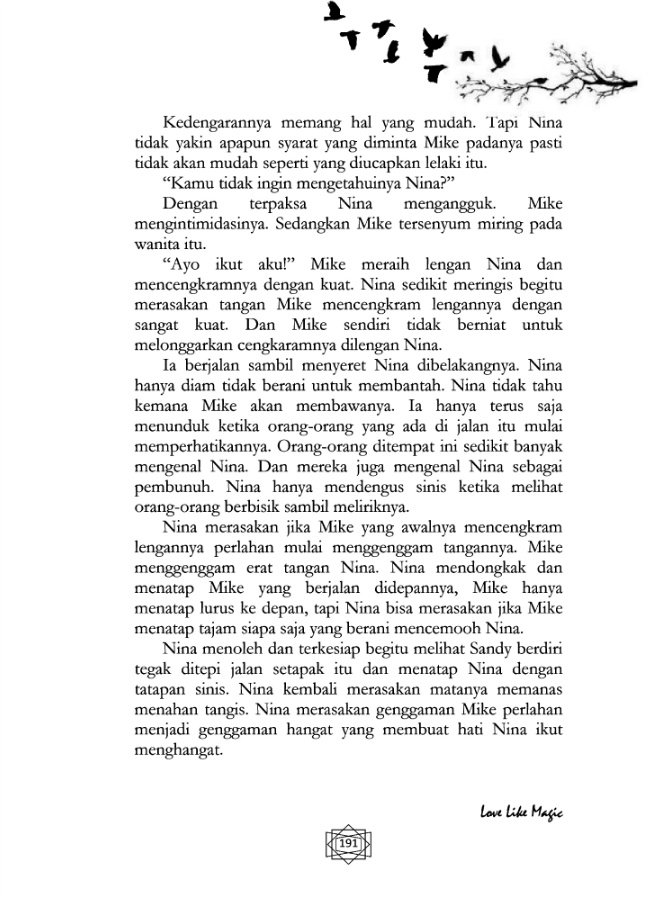 Kedengarannya memang hal yang mudah. Tapi Nina
tidak yakin apapun syarat yang diminta Mike padanya pasti
tidak akan mudah seperti yang diucapkan lelaki itu.
“Kamu tidak ingin mengetahuinya Nina?”
Dengan terpaksa Nina mengangguk. Mike
mengintimidasinya. Sedangkan Mike tersenyum miring pada
wanita itu.
“Ayo ikut aku!” Mike meraih lengan Nina dan
mencengkramnya dengan kuat. Nina sedikit meringis begitu
merasakan tangan Mike mencengkram lengannya dengan
sangat kuat. Dan Mike sendiri tidak berniat untuk
melonggarkan cengkaramnya dilengan Nina.
Ia berjalan sambil menyeret Nina dibelakangnya. Nina
hanya diam tidak berani untuk membantah. Nina tidak tahu
kemana Mike akan membawanya. Ia hanya terus saja
menunduk ketika orang-orang yang ada di jalan itu mulai
memperhatikannya. Orang-orang ditempat ini sedikit banyak
mengenal Nina. Dan mereka juga mengenal Nina sebagai
pembunuh. Nina hanya mendengus sinis ketika melihat
orang-orang berbisik sambil meliriknya.
Nina merasakan jika Mike yang awalnya mencengkram
lengannya perlahan mulai menggenggam tangannya. Mike
menggenggam erat tangan Nina. Nina mendongkak dan
menatap Mike yang berjalan didepannya, Mike hanya
menatap lurus ke depan, tapi Nina bisa merasakan jika Mike
menatap tajam siapa saja yang berani mencemooh Nina.
Nina menoleh dan terkesiap begitu melihat Sandy berdiri
tegak ditepi jalan setapak itu dan menatap Nina dengan
tatapan sinis. Nina kembali merasakan matanya memanas
menahan tangis. Nina merasakan genggaman Mike perlahan
menjadi genggaman hangat yang membuat hati Nina ikut
menghangat.
Love Like Magic
191